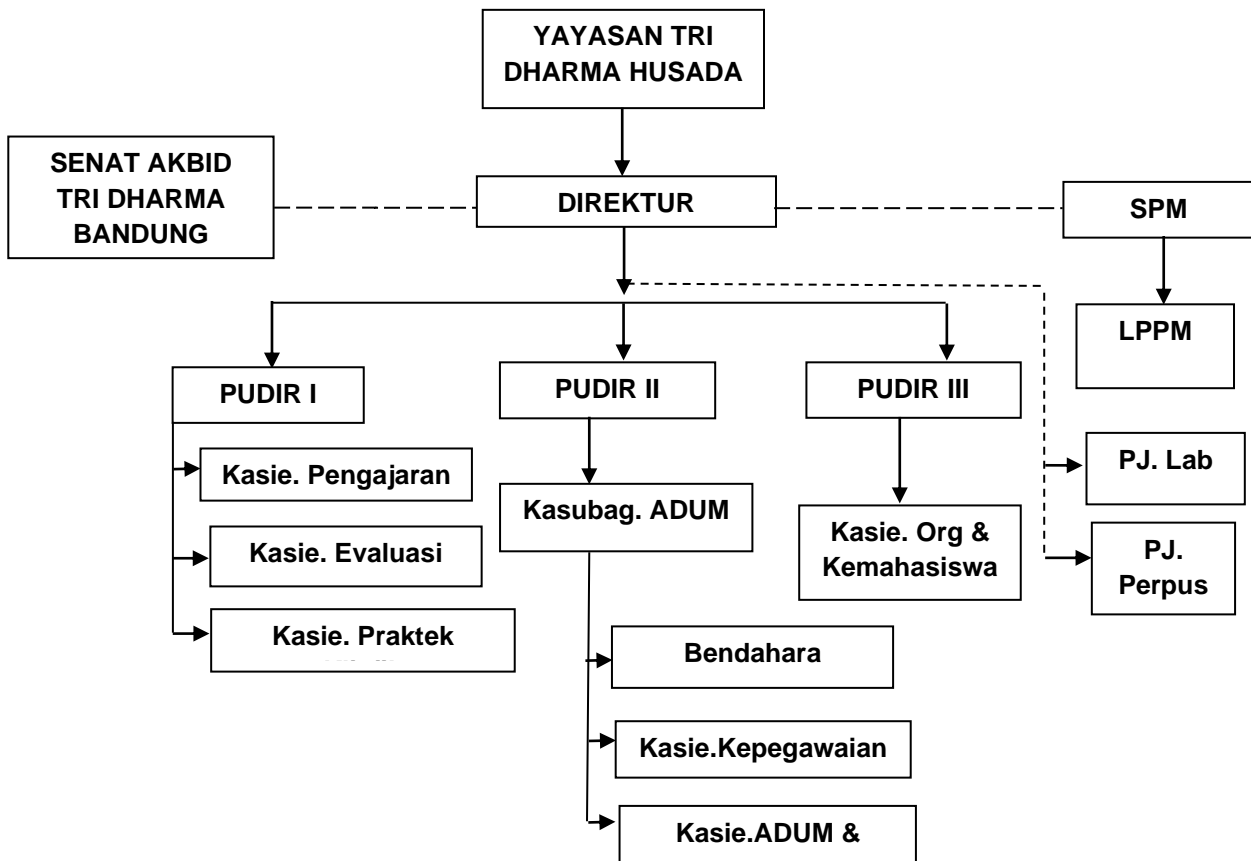 YAYASAN TRI
DHARMA HUSADA
SENAT AKBID
TRI DHARMA
BANDUNG
DIREKTUR
SPM
LPPM
PUDIR I
PUDIR II
PUDIR III
Kasie. Pengajaran
Kasubag. ADUM
Kasie. Org &
Kemahasiswa
PJ. Lab
Kasie. Evaluasi
PJ.
Perpus
Kasie. Praktek
Bendahara
Kasie.Kepegawaian
Kasie.ADUM &